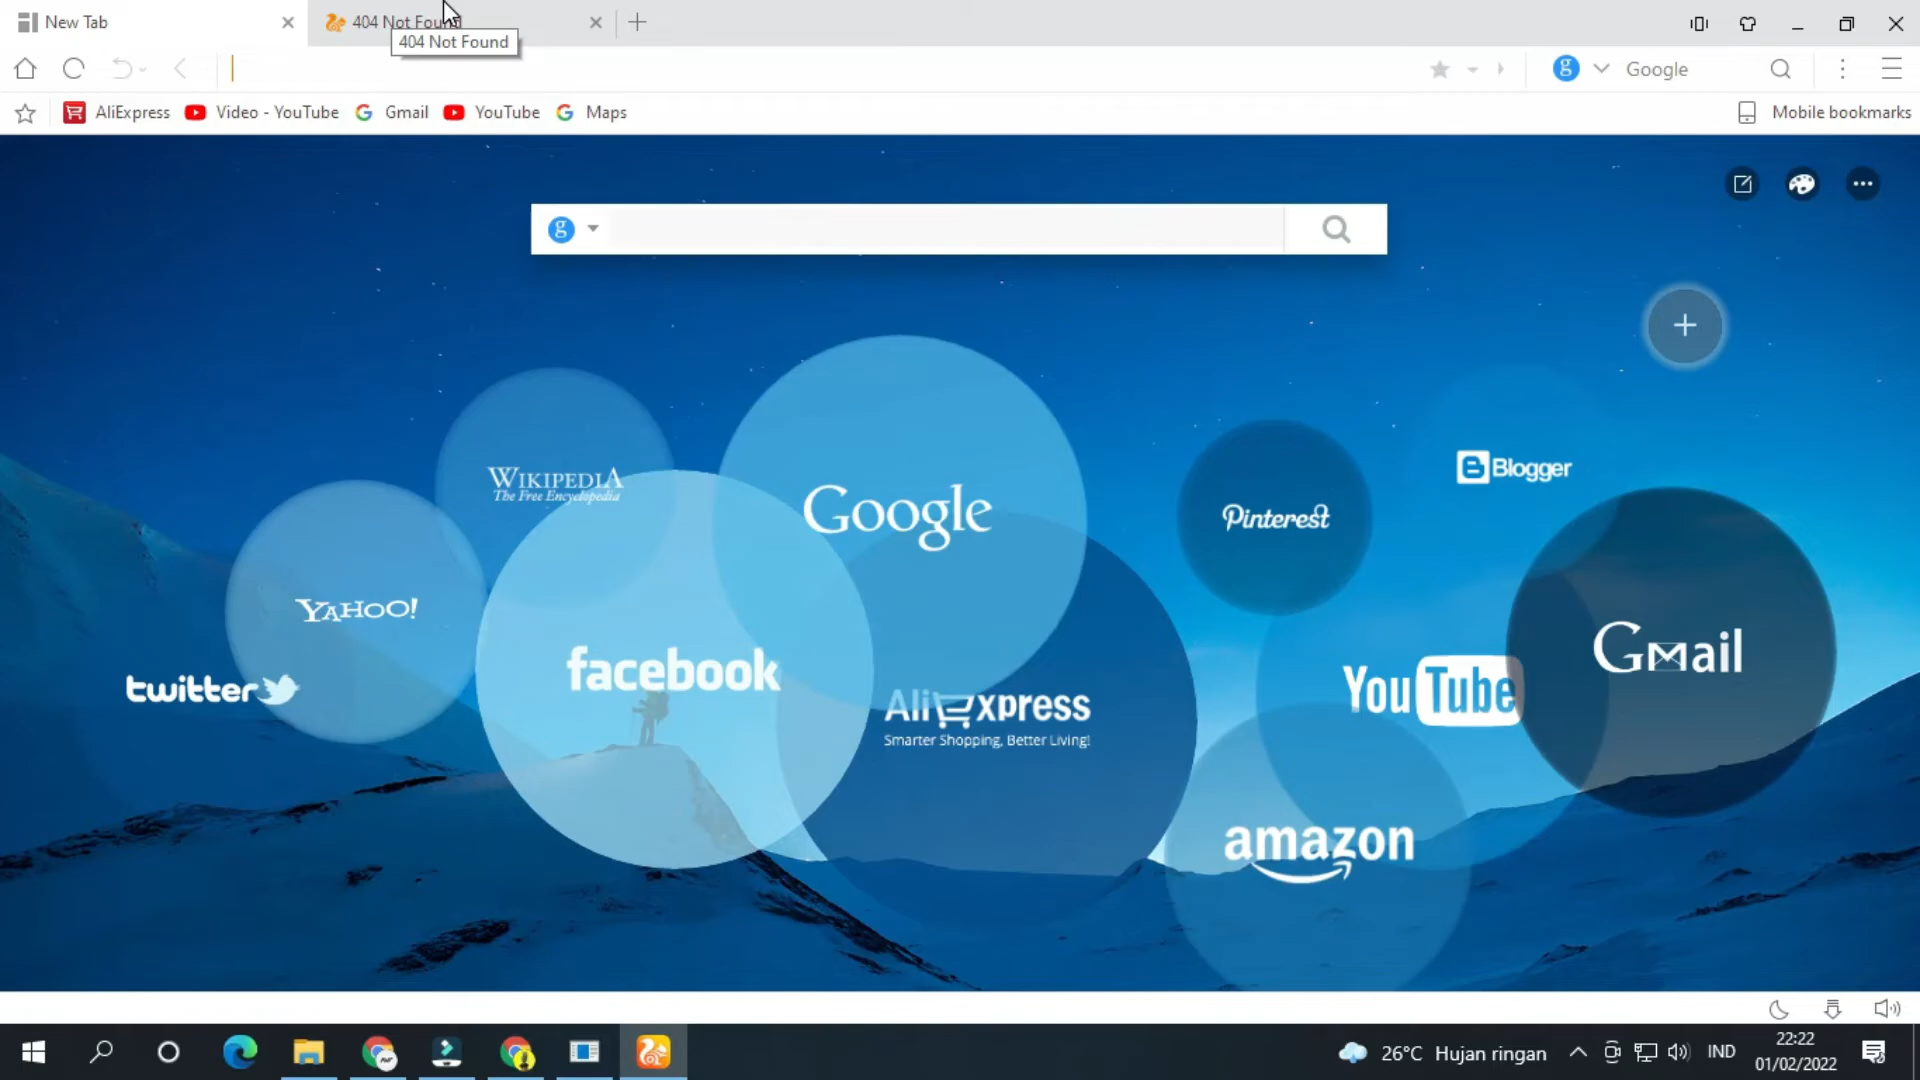 New Tab
404 Not Found
404 Not Found
Google
AliExpress
Video - YouTube
Gmail
YouTube
Maps
Mobile bookmarks
g
WIKIPEDIA
The Free Encyclopedia
Google
Pinterest
Blogger
YAHOO!
twitter
facebook
AliExpress
Smarter Shopping, Better Living!
YouTube
Gmail
amazon
26°C Hujan ringan
IND
22:22
01/02/2022